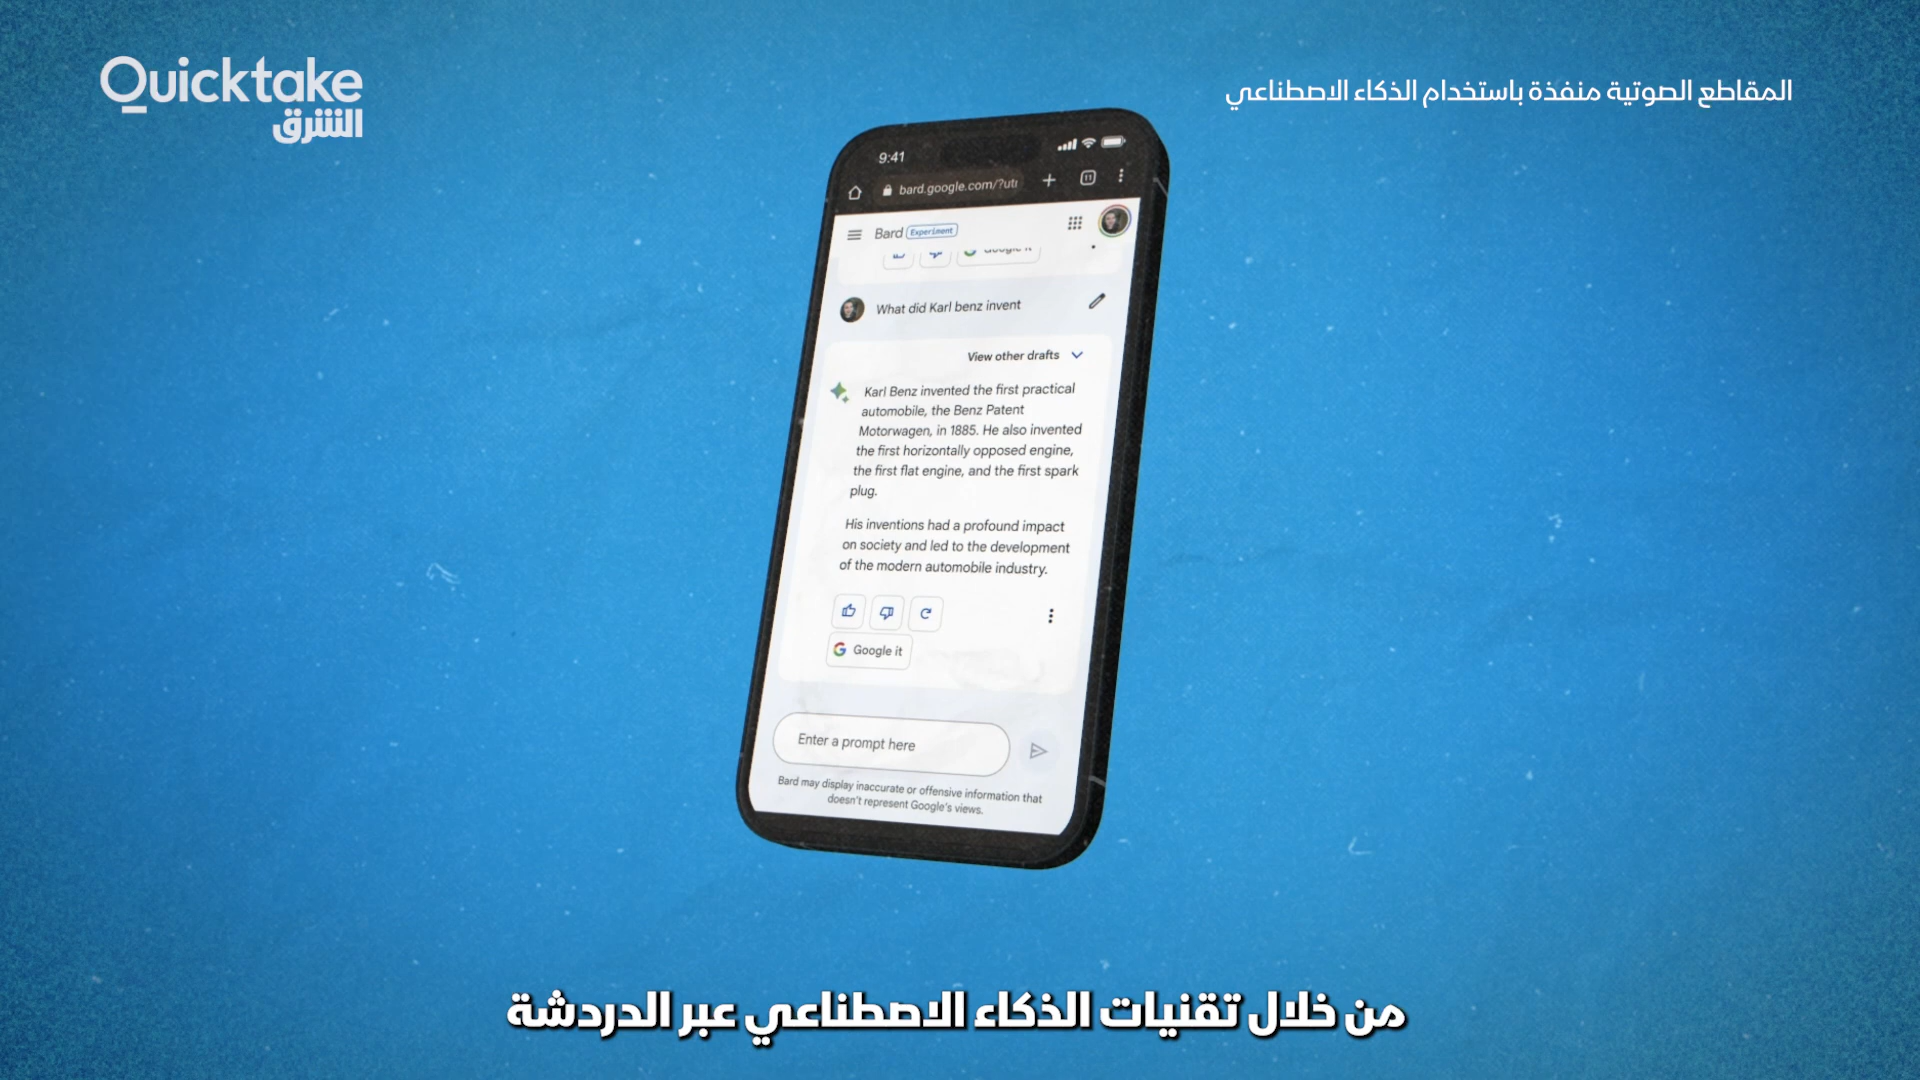 Quicktake
الشرق
المقاطع الصوتية منفذة باستخدام الذكاء الاصطناعي
9:41
bard.google.com/?utr
11
Bard Experiment
Google it
What did Karl benz invent
View other drafts
Karl Benz invented the first practical
automobile, the Benz Patent
Motorwagen, in 1885. He also invented
the first horizontally opposed engine,
the first flat engine, and the first spark
plug.
His inventions had a profound impact
on society and led to the development
of the modern automobile industry.
Google it
Enter a prompt here
Bard may display inaccurate or offensive information that
doesn't represent Google's views.
من خلال تقنيات الذكاء الاصطناعي عبر الدردشة